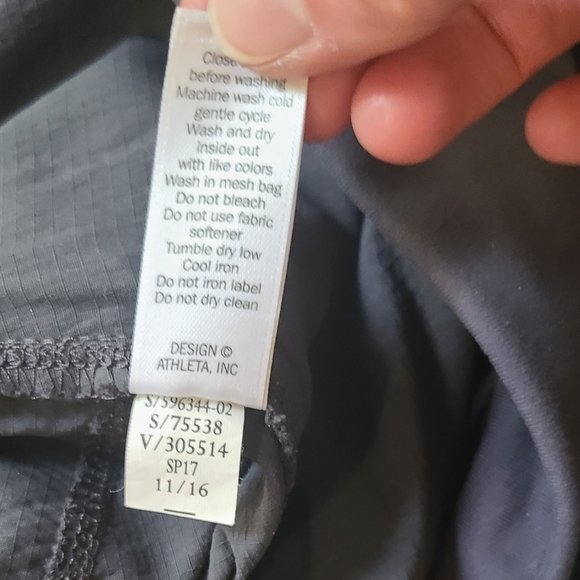 Close
before washing
Machine wash cold
gentle cycle
Wash and dry
inside out
with like colors
Wash in mesh bag
Do not bleach
Do not use fabric
softener
Tumble dry low
Cool iron
Do not iron label
Do not dry clean
DESIGN ©
ATHLETA, INC
S/596344-02
S/75538
V/305514
SP17
11/16